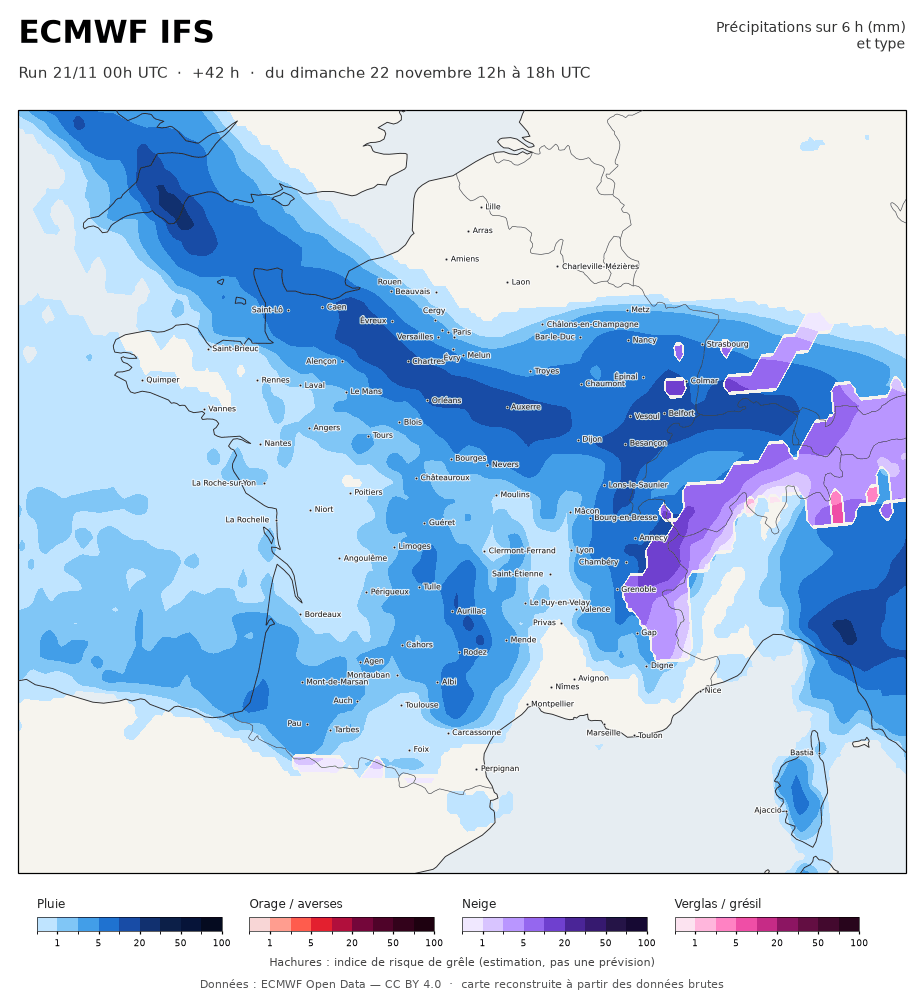 ECMWF IFS
Précipitations sur 6 h (mm)
et type
Run 21/11 00h UTC · +42 h · du dimanche 22 novembre 12h à 18h UTC
Lille
Arras
Amiens
Charleville-Mézières
Rouen
Laon
Beauvais
Saint-Lô
Caen
Cergy
Metz
Évreux
Châlons-en-Champagne
Versailles
Paris
Bar-le-Duc
Nancy
Strasbourg
Saint-Brieuc
Alençon
Chartres
Évry
Melun
Quimper
Rennes
Laval
Troyes
Épinal
Colmar
Chaumont
Le Mans
Orléans
Vannes
Auxerre
Vesoul
Belfort
Angers
Blois
Tours
Nantes
Dijon
Besançon
Bourges
Nevers
La Roche-sur-Yon
Châteauroux
Lons-le-Saunier
Poitiers
Moulins
Niort
Mâcon
La Rochelle
Guéret
Bourg-en-Bresse
Annecy
Limoges
Clermont-Ferrand
Lyon
Angoulême
Chambéry
Saint-Étienne
Périgueux
Tulle
Grenoble
Bordeaux
Aurillac
Le Puy-en-Velay
Valence
Privas
Gap
Cahors
Mende
Rodez
Agen
Digne
Montauban
Mont-de-Marsan
Albi
Avignon
Nîmes
Nice
Auch
Toulouse
Montpellier
Pau
Tarbes
Carcassonne
Marseille
Toulon
Foix
Bastia
Perpignan
Ajaccio
Pluie
Orage / averses
Neige
Verglas / grésil
1 5 20 50 100
1 5 20 50 100
1 5 20 50 100
1 5 20 50 100
Hachures : indice de risque de grêle (estimation, pas une prévision)
Données : ECMWF Open Data — CC BY 4.0 · carte reconstruite à partir des données brutes